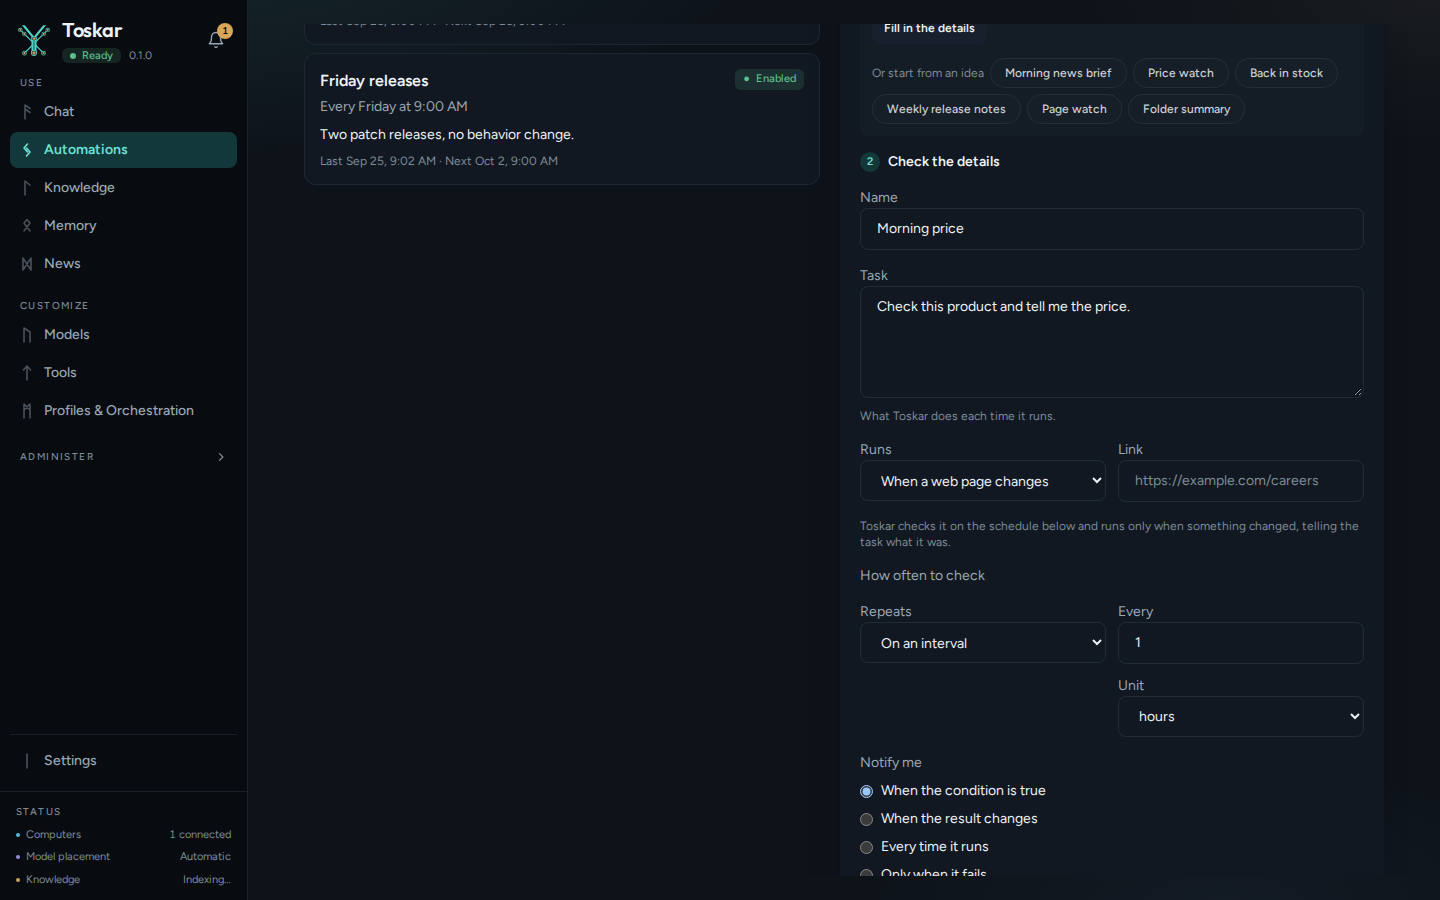 Toskar
1
Ready 0.1.0
USE
Chat
Automations
Knowledge
Memory
News
CUSTOMIZE
Models
Tools
Profiles & Orchestration
ADMINISTER
Settings
STATUS
Computers 1 connected
Model placement Automatic
Knowledge Indexing...
Friday releases
Enabled
Every Friday at 9:00 AM
Two patch releases, no behavior change.
Last Sep 25, 9:02 AM · Next Oct 2, 9:00 AM
Fill in the details
Or start from an idea Morning news brief Price watch Back in stock
Weekly release notes Page watch Folder summary
2 Check the details
Name
Morning price
Task
Check this product and tell me the price.
What Toskar does each time it runs.
Runs Link
When a web page changes https://example.com/careers
Toskar checks it on the schedule below and runs only when something changed, telling the
task what it was.
How often to check
Repeats Every
On an interval 1
Unit
hours
Notify me
When the condition is true
When the result changes
Every time it runs
Only when it fails